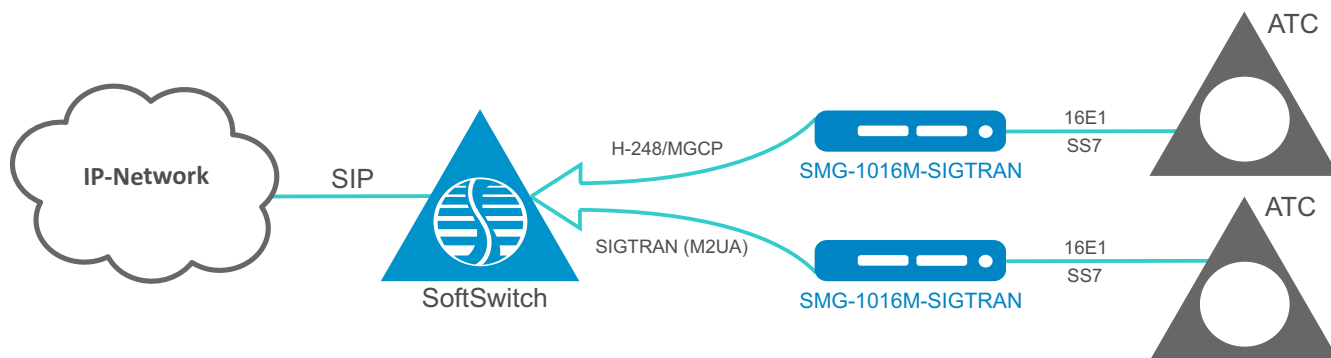 ATC
16E1
SS7
H-248/MGCP
SMG-1016M-SIGTRAN
IP-Network
SIP
ATC
SIGTRAN (M2UA)
16E1
SS7
SoftSwitch
SMG-1016M-SIGTRAN